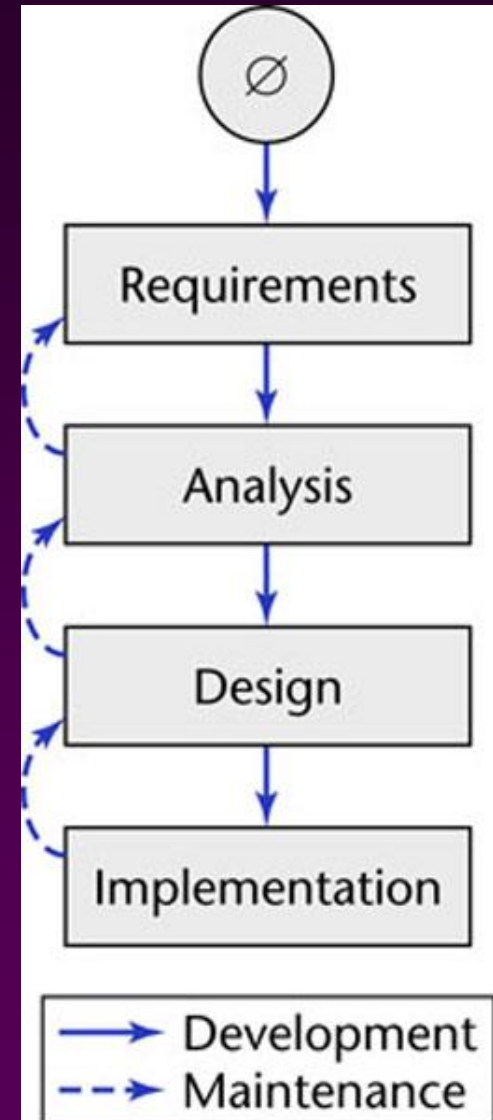 ∅
Requirements
Analysis
Design
Implementation
Development
Maintenance